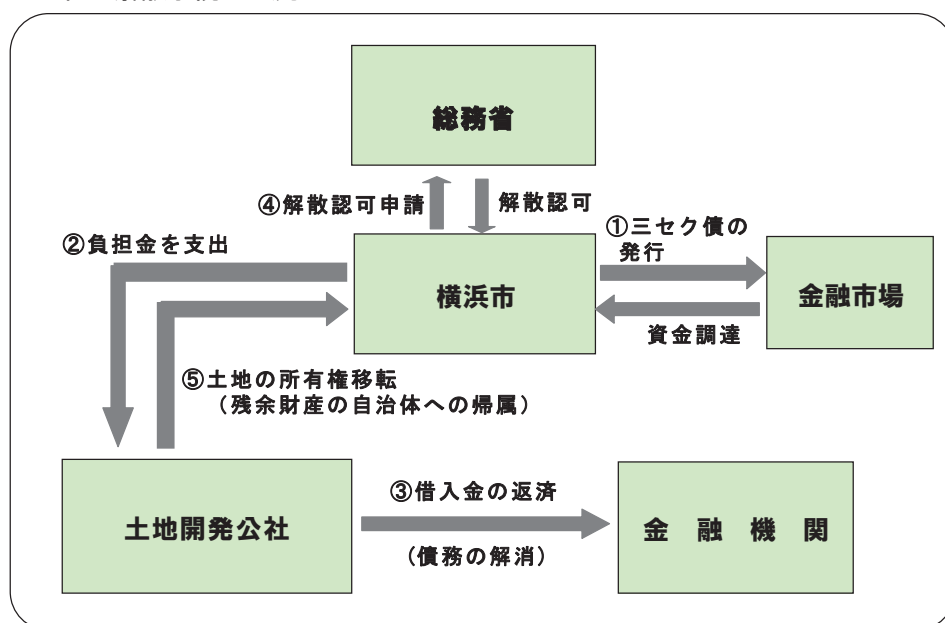 総務省
④解散認可申請
解散認可
①三セク債の
発行
②負担金を支出
横浜市
金融市場
資金調達
⑤土地の所有権移転
（残余財産の自治体への帰属）
③借入金の返済
土地開発公社
金　融　機　関
（債務の解消）